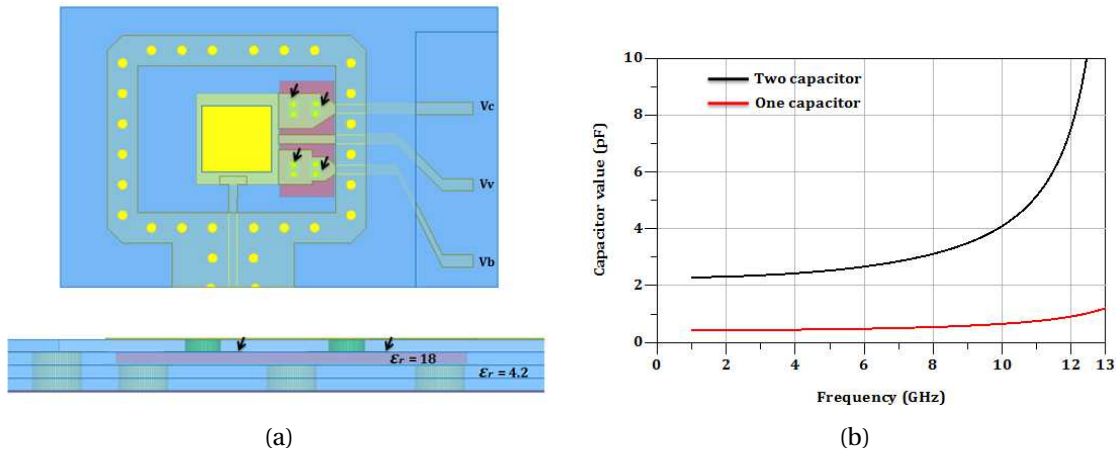 Vc
Vv
Vb
εr = 18
εr = 4.2
(a)
10
8
6
4
2
0
Capacitor value (pF)
Two capacitor
One capacitor
0 2 4 6 8 10 12 13
Frequency (GHz)
(b)